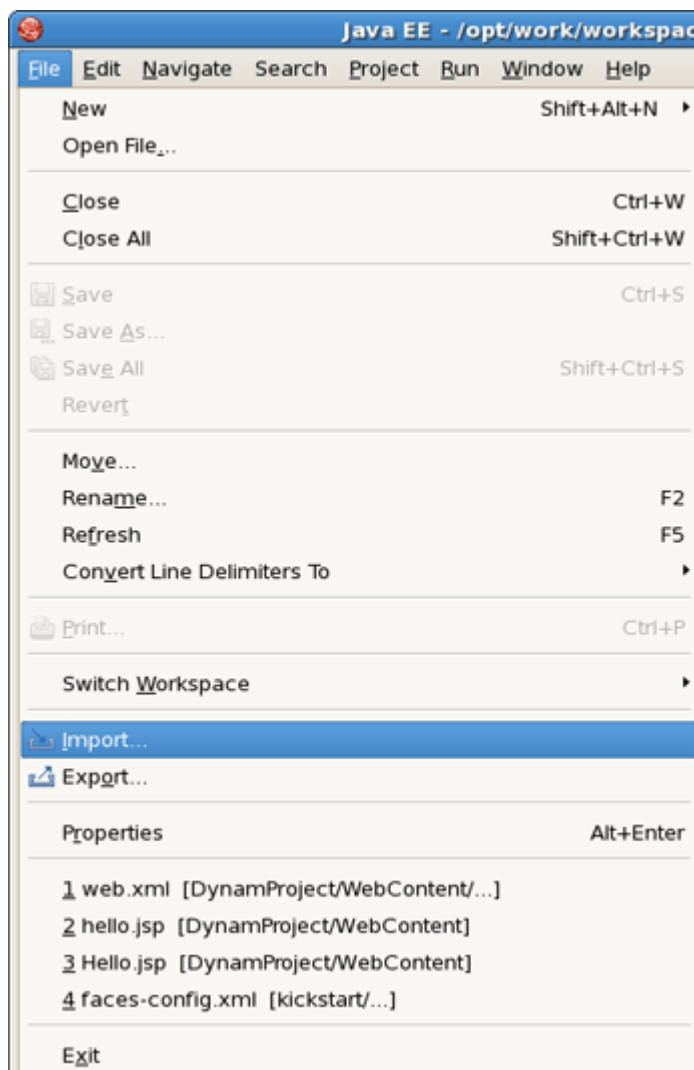 Java EE - /opt/work/workspac
File Edit Navigate Search Project Run Window Help
New Shift+Alt+N
Open File...
Close Ctrl+W
Close All Shift+Ctrl+W
Save Ctrl+S
Save As...
Save All Shift+Ctrl+S
Revert
Move...
Rename... F2
Refresh F5
Convert Line Delimiters To
Print... Ctrl+P
Switch Workspace
Import...
Export...
Properties Alt+Enter
1 web.xml [DynamProject/WebContent/...]
2 hello.jsp [DynamProject/WebContent]
3 Hello.jsp [DynamProject/WebContent]
4 faces-config.xml [kickstart/...]
Exit